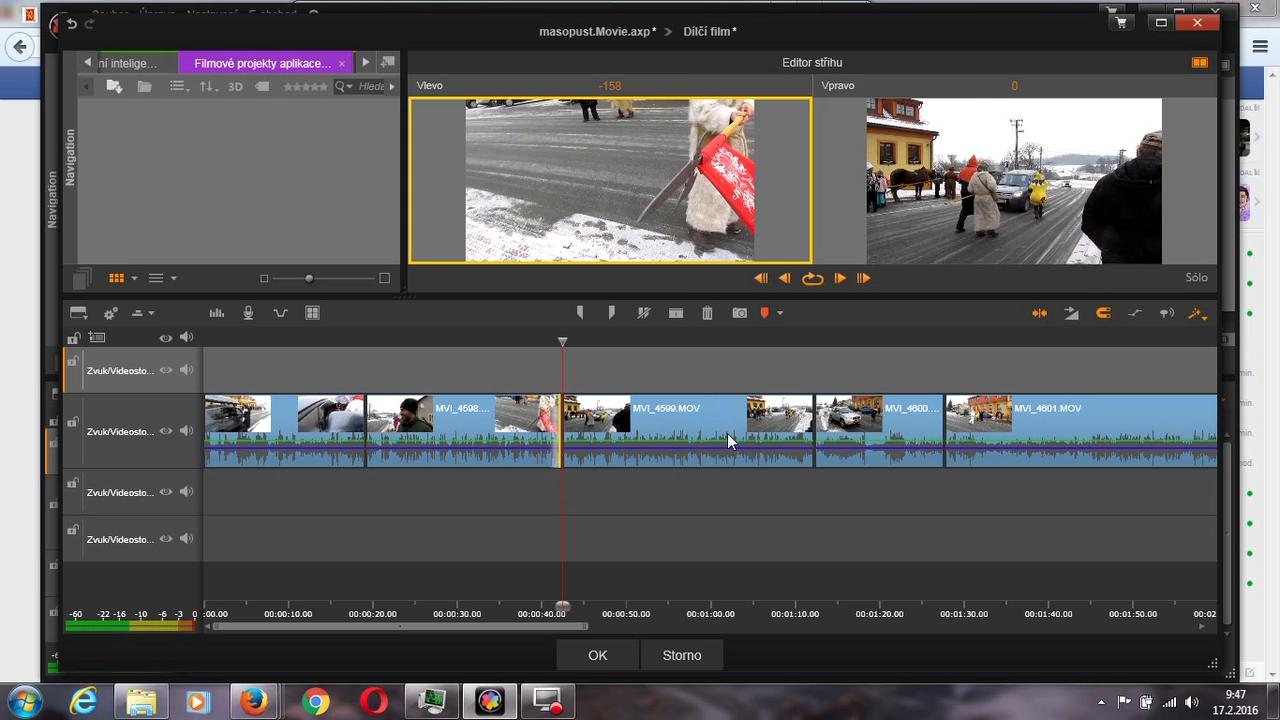 masopust.Movie.axp* > Dílčí film*
ní intelige...
Filmové projekty aplikace... ×
Editor střihu
3D
Hleda
Vlevo
-158
Vpravo
0
Navigation
Navigation
Sólo
Zvuk/Videosto...
Zvuk/Videosto...
MVI_4598....
MVI_4599.MOV
MVI_4600....
MVI_4601.MOV
Zvuk/Videosto...
Zvuk/Videosto...
-60 -22 -16 -10 -6 -3 0
:00.00 00:00:10.00 00:00:20.00 00:00:30.00 00:00:40.00 00:00:50.00 00:01:00.00 00:01:10.00 00:01:20.00 00:01:30.00 00:01:40.00 00:01:50.00 00:02
OK
Storno
9:47
17.2.2016